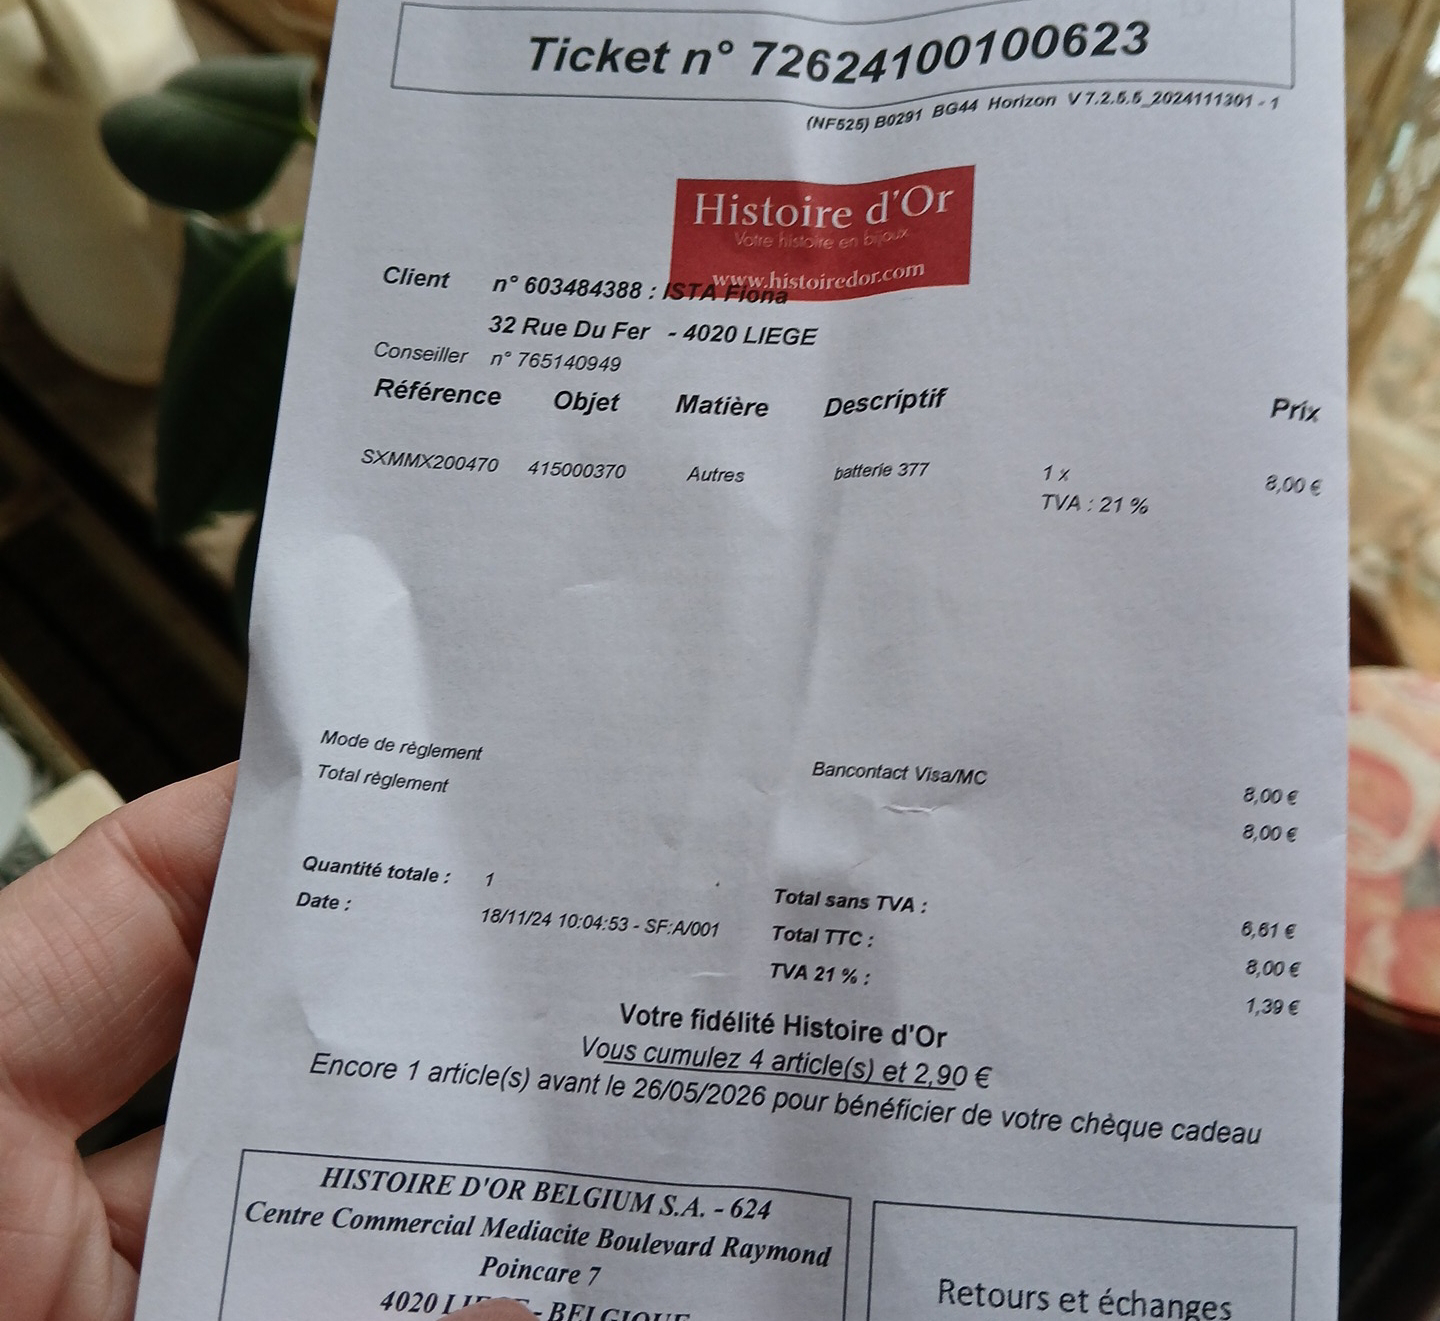 Ticket n° 72624100100623
(NF525) B0291 BG44 Horizon V 7.2.5.5_2024111301 - 1
Histoire d'Or
Votre histoire en bijoux
www.histoiredor.com
Client n° 603484388 : ISTA Fiona
32 Rue Du Fer - 4020 LIEGE
Conseiller n° 765140949
Référence Objet Matière Descriptif Prix
SXMMX200470 415000370 Autres batterie 377 1 x 8,00 €
TVA : 21 %
Mode de règlement Bancontact Visa/MC 8,00 €
Total règlement 8,00 €
Quantité totale : 1 Total sans TVA : 6,61 €
Date : 18/11/24 10:04:53 - SF:A/001 Total TTC : 8,00 €
TVA 21 % : 1,39 €
Votre fidélité Histoire d'Or
Vous cumulez 4 article(s) et 2,90 €
Encore 1 article(s) avant le 26/05/2026 pour bénéficier de votre chèque cadeau
HISTOIRE D'OR BELGIUM S.A. - 624
Centre Commercial Mediacite Boulevard Raymond
Poincare 7
4020 LIEGE - BELGIQUE
Retours et échanges